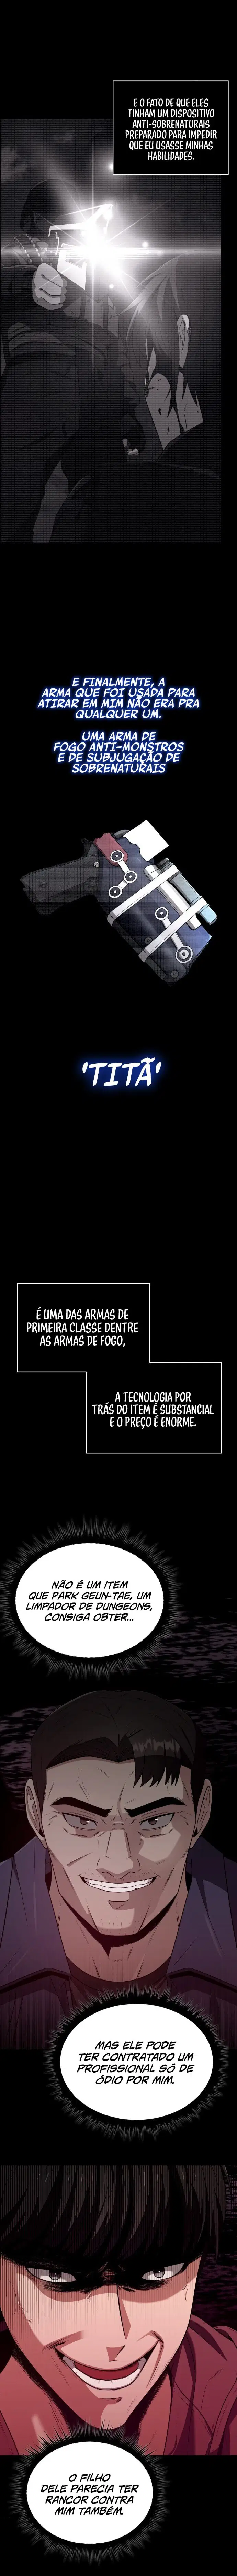 E O FATO DE QUE ELES
TINHAM UM DISPOSITIVO
ANTI-SOBRENATURAIS
PREPARADO PARA IMPEDIR
QUE EU USASSE MINHAS
HABILIDADES.
E FINALMENTE, A
ARMA QUE FOI USADA PARA
ATIRAR EM MIM NÃO ERA PRA
QUALQUER UM.
UMA ARMA DE
FOGO ANTI-MONSTROS
E DE SUBJUGAÇÃO DE
SOBRENATURAIS
'TITÃ'
É UMA DAS ARMAS DE
PRIMEIRA CLASSE DENTRE
AS ARMAS DE FOGO,
A TECNOLOGIA POR
TRÁS DO ITEM É SUBSTANCIAL
E O PREÇO É ENORME.
NÃO É UM ITEM
QUE PARK GEUN-TAE, UM
LIMPADOR DE DUNGEONS,
CONSIGA OBTER...
MAS ELE PODE
TER CONTRATADO UM
PROFISSIONAL SÓ DE
ÓDIO POR MIM.
O FILHO
DELE PARECIA TER
RANCOR CONTRA
MIM TAMBÉM.